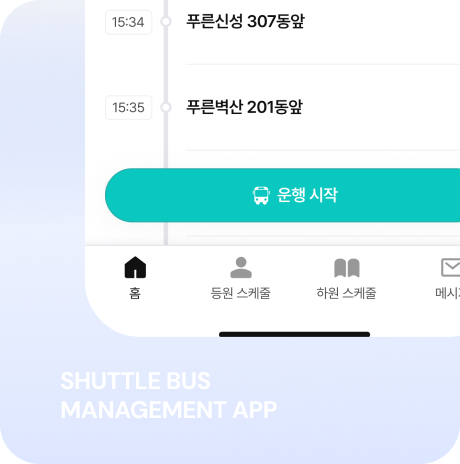 15:34 푸른신성 307동앞
15:35 푸른벽산 201동앞
운행 시작
홈 등원 스케줄 하원 스케줄 메시
SHUTTLE BUS
MANAGEMENT APP